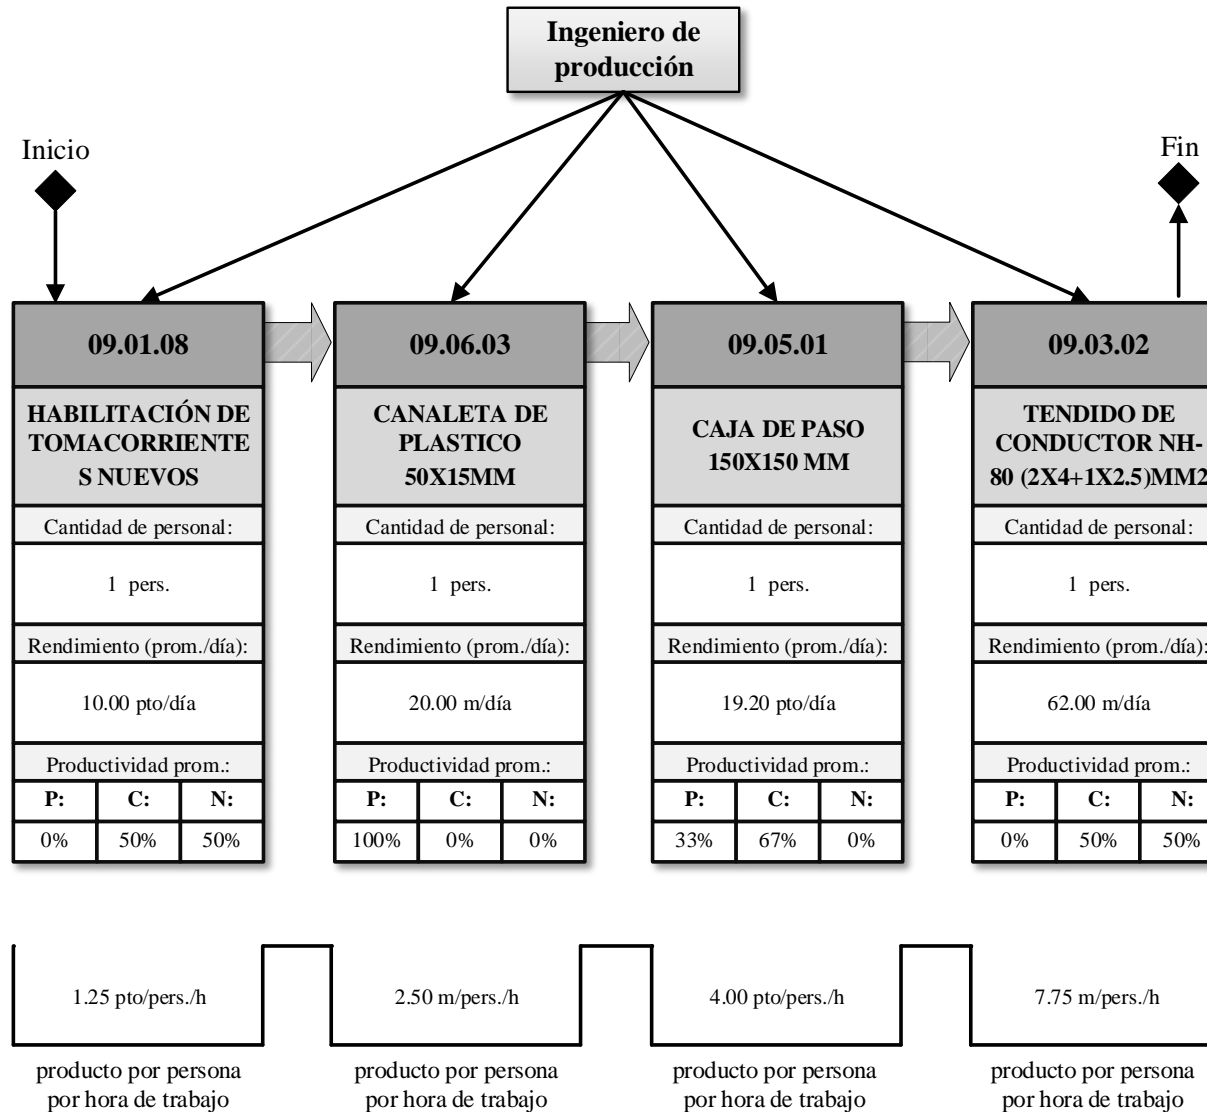 Ingeniero de
producción
Inicio
Fin
09.01.08
HABILITACIÓN DE
TOMACORRIENTE
S NUEVOS
Cantidad de personal:
1 pers.
Rendimiento (prom./día):
10.00 pto/día
Productividad prom.:
P: C: N:
0% 50% 50%
09.06.03
CANALETA DE
PLASTICO
50X15MM
Cantidad de personal:
1 pers.
Rendimiento (prom./día):
20.00 m/día
Productividad prom.:
P: C: N:
100% 0% 0%
09.05.01
CAJA DE PASO
150X150 MM
Cantidad de personal:
1 pers.
Rendimiento (prom./día):
19.20 pto/día
Productividad prom.:
P: C: N:
33% 67% 0%
09.03.02
TENDIDO DE
CONDUCTOR NH-
80 (2X4+1X2.5)MM2
Cantidad de personal:
1 pers.
Rendimiento (prom./día):
62.00 m/día
Productividad prom.:
P: C: N:
0% 50% 50%
1.25 pto/pers./h
producto por persona
por hora de trabajo
2.50 m/pers./h
producto por persona
por hora de trabajo
4.00 pto/pers./h
producto por persona
por hora de trabajo
7.75 m/pers./h
producto por persona
por hora de trabajo